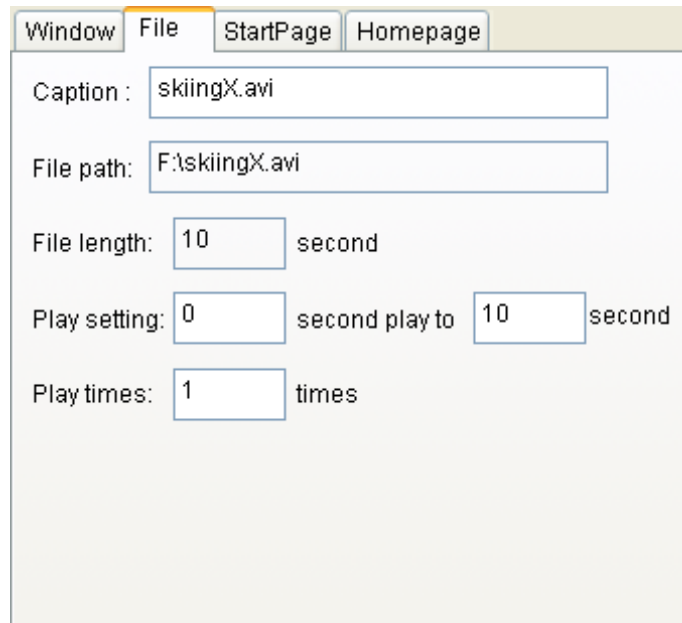 Window File StartPage Homepage
Caption : skiingX.avi
File path: F:\skiingX.avi
File length: 10 second
Play setting: 0 second play to 10 second
Play times: 1 times